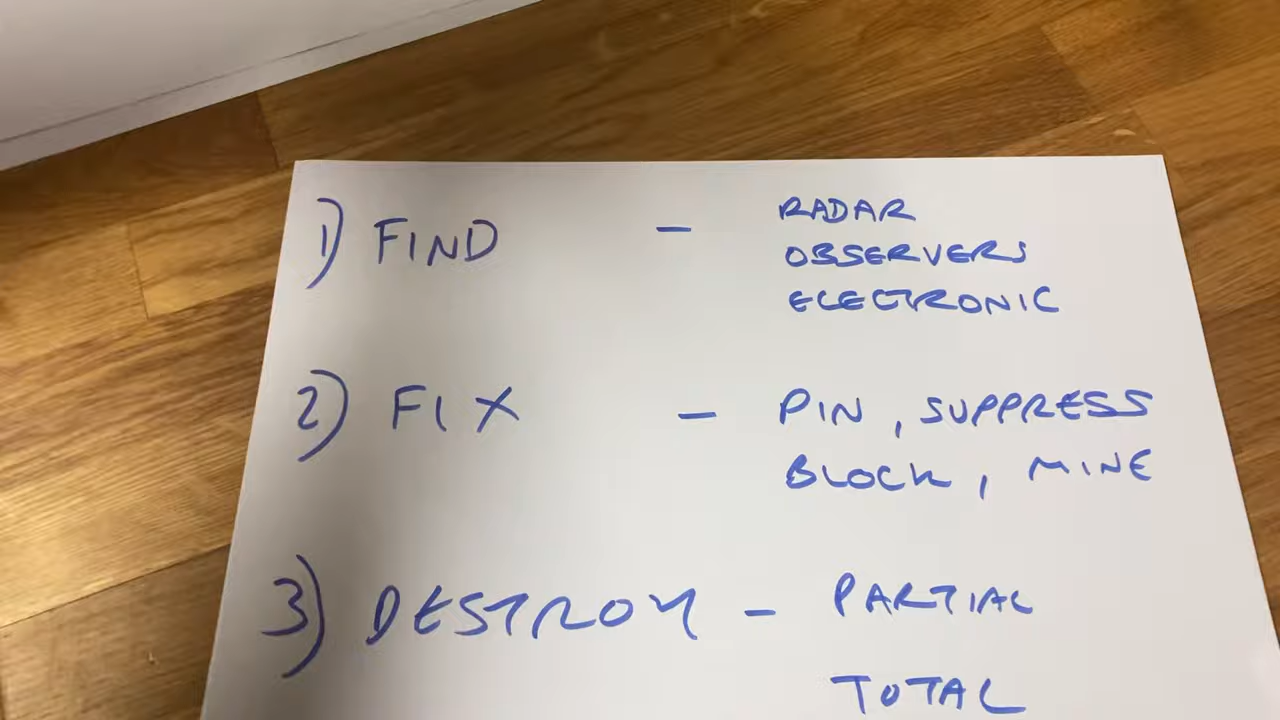 1) FIND - RADAR
OBSERVERS
ELECTRONIC
2) FIX - PIN, SUPPRESS
BLOCK, MINE
3) DESTROY - PARTIAL
TOTAL